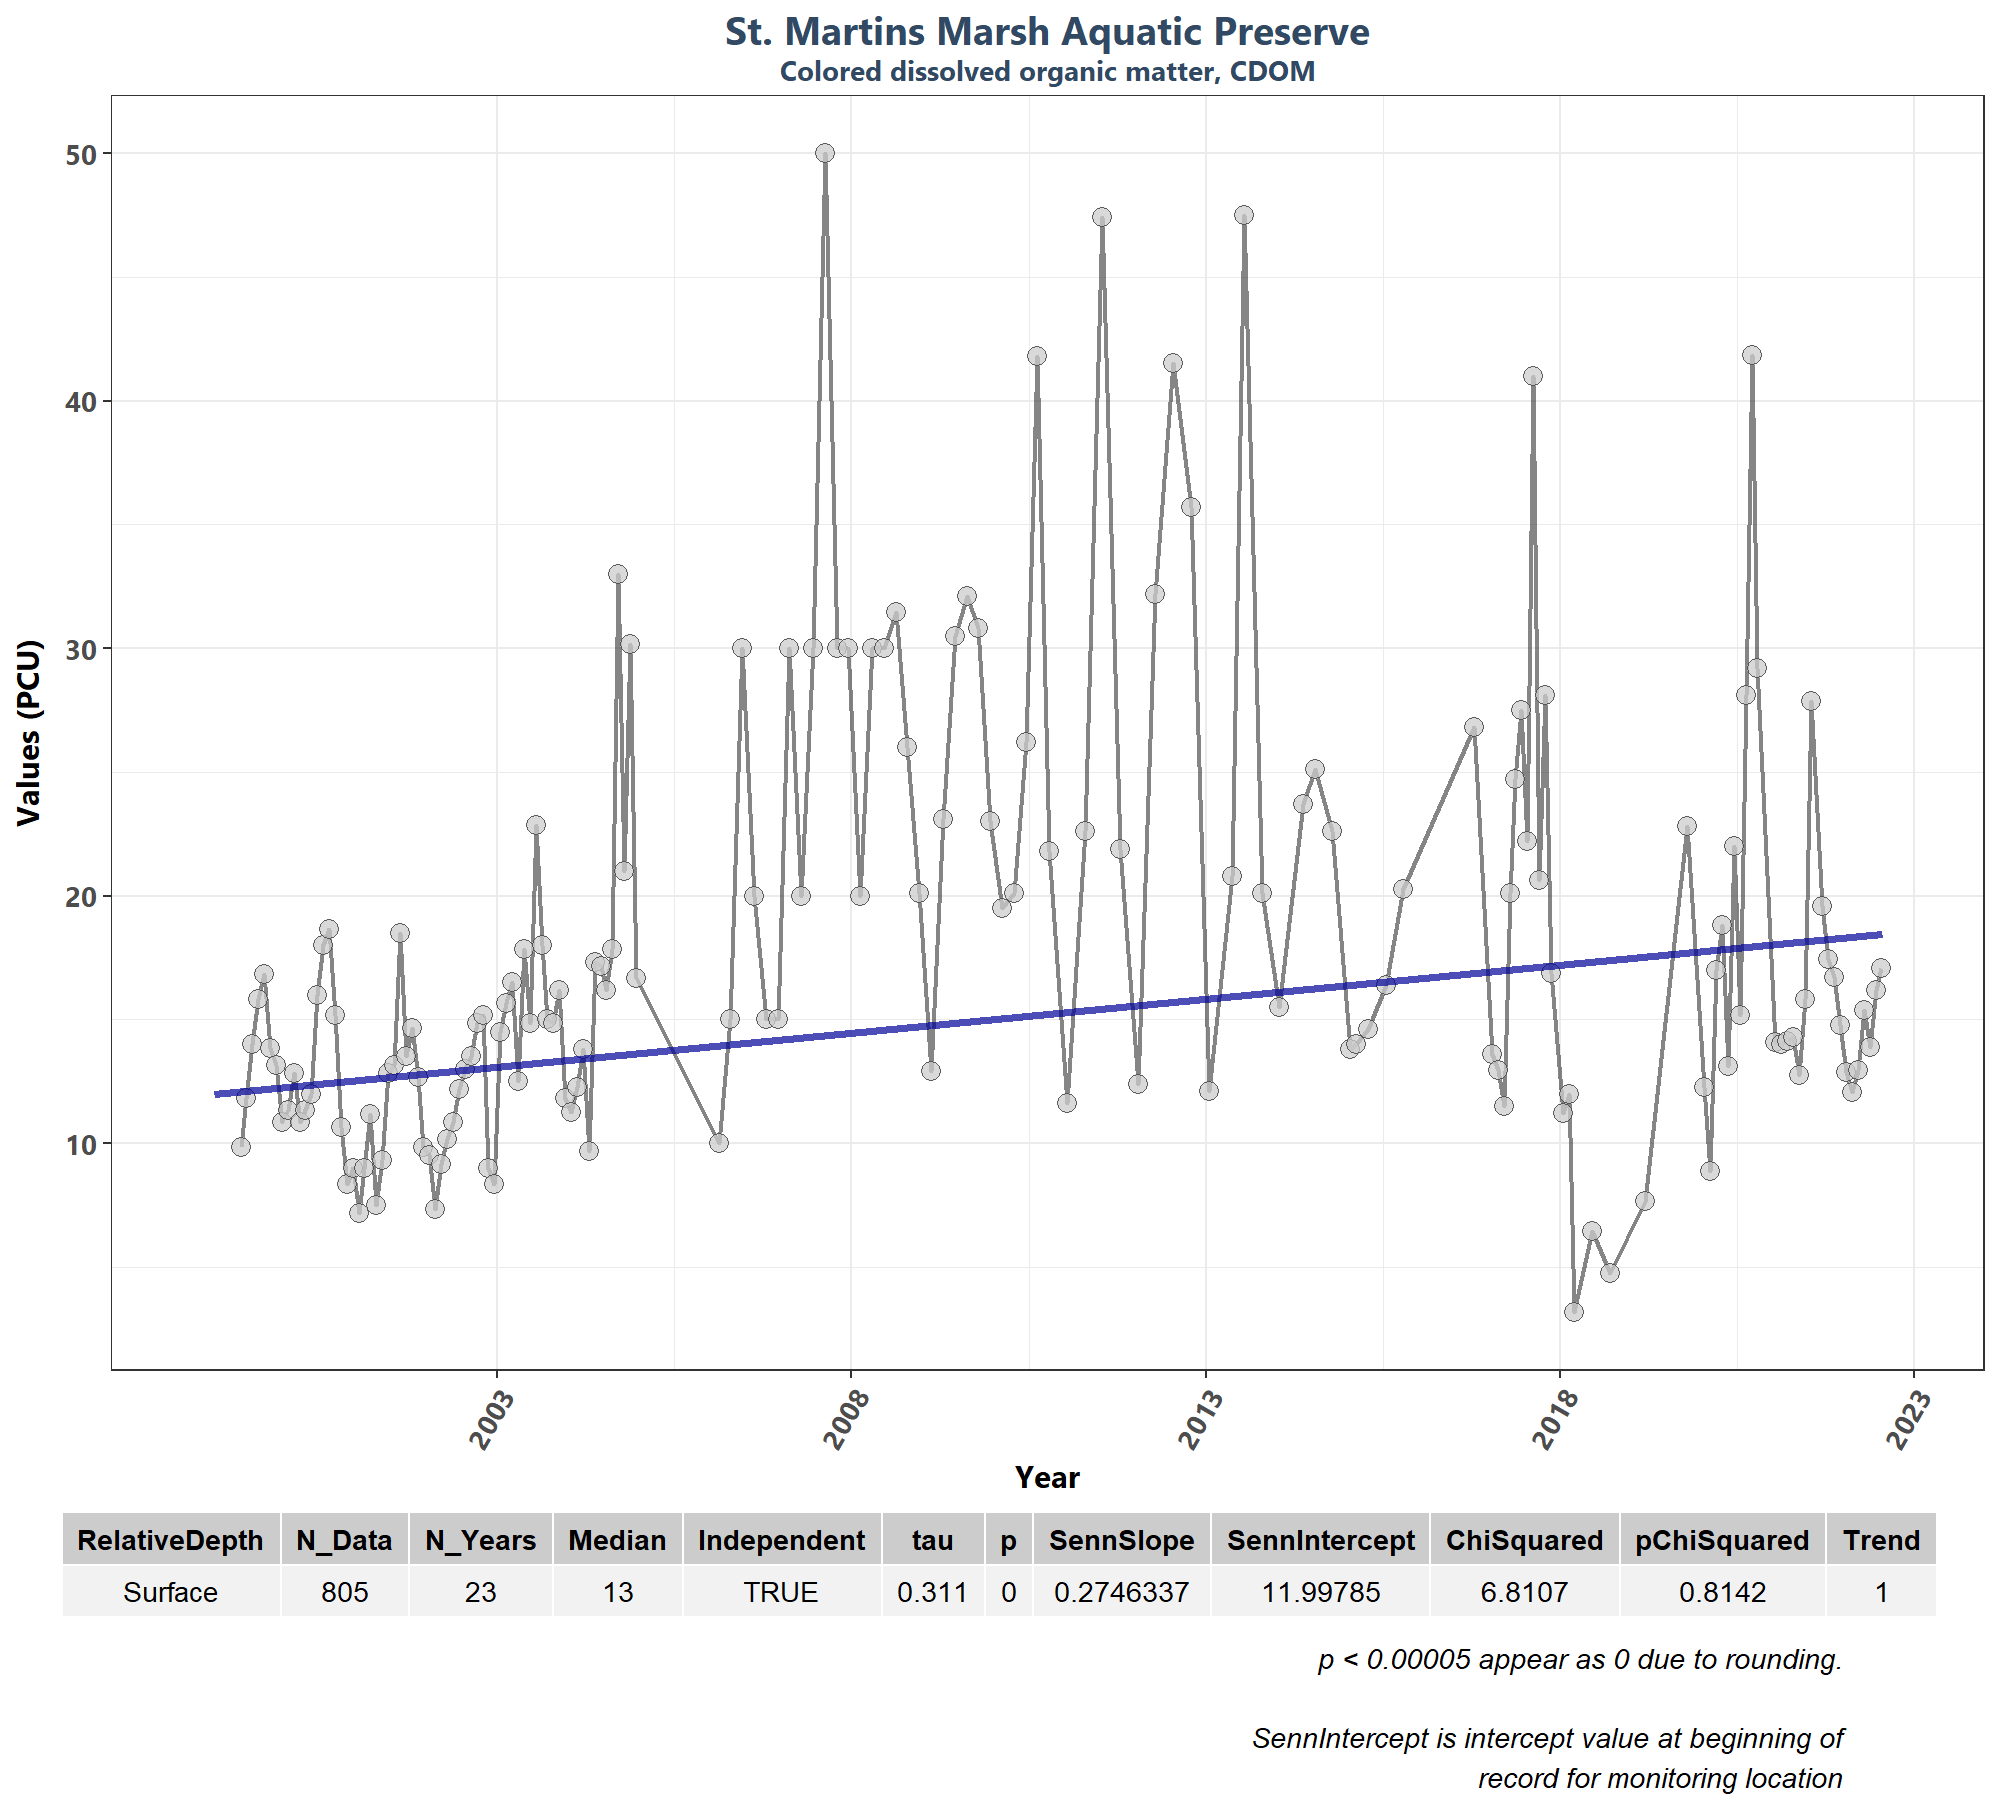 St. Martins Marsh Aquatic Preserve
Colored dissolved organic matter, CDOM
50
40
30
20
10
Values (PCU)
2003
2008
2013
2018
2023
Year
RelativeDepth N_Data N_Years Median Independent tau p SennSlope SennIntercept ChiSquared pChiSquared Trend
Surface 805 23 13 TRUE 0.311 0 0.2746337 11.99785 6.8107 0.8142 1
p < 0.00005 appear as 0 due to rounding.
SennIntercept is intercept value at beginning of
record for monitoring location